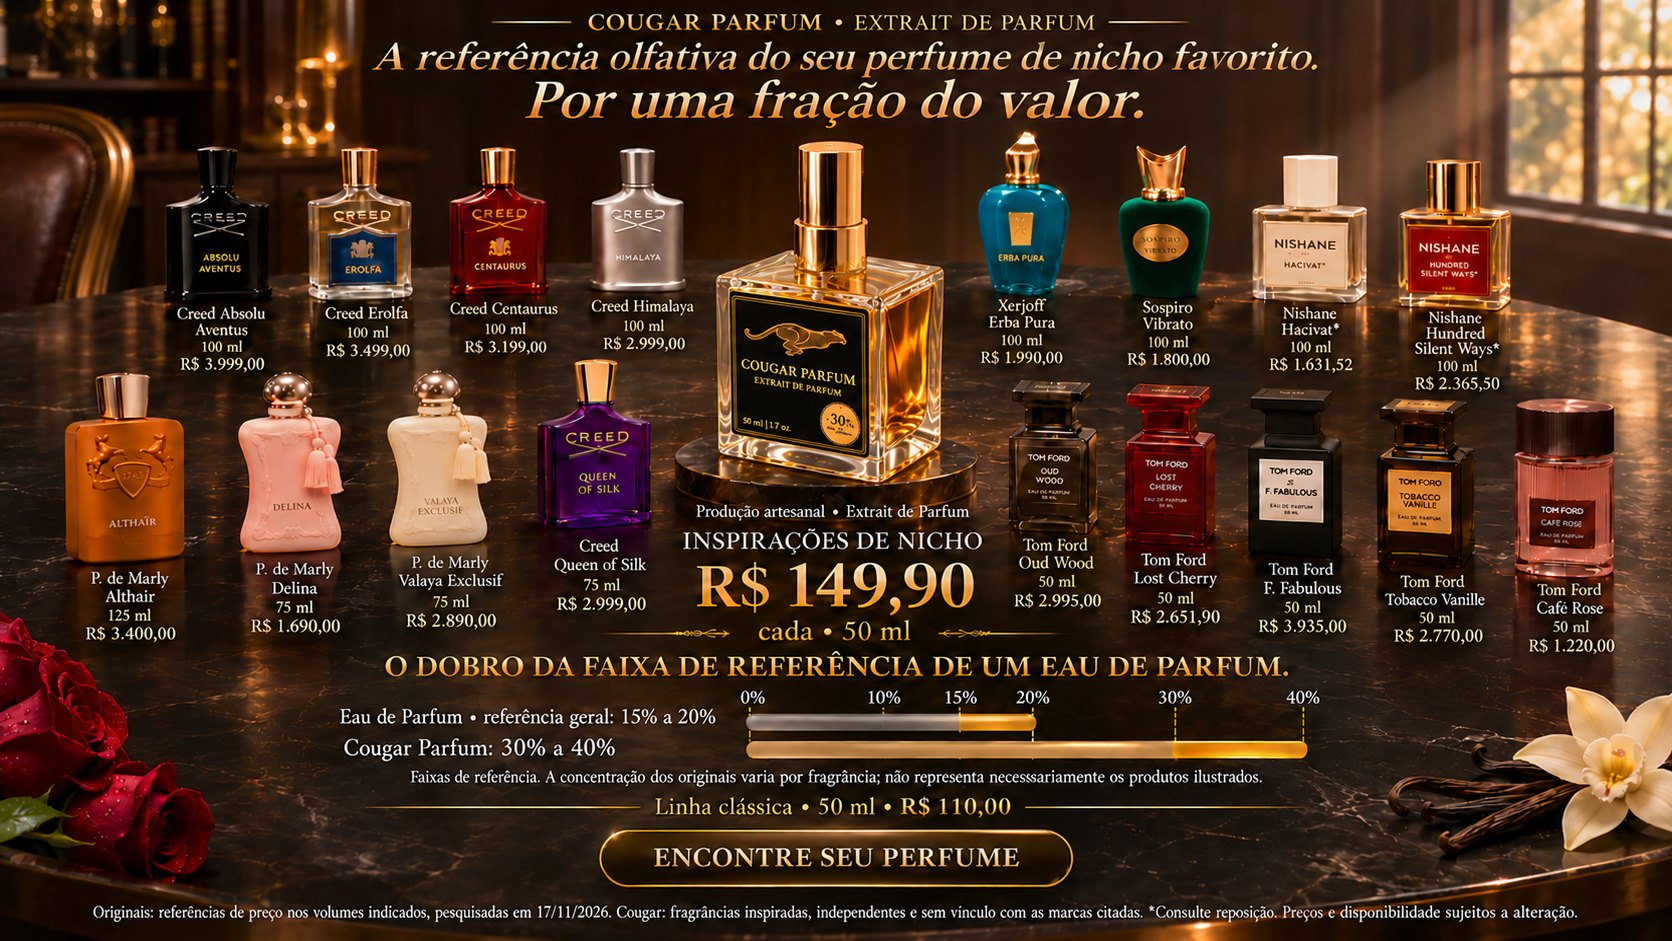 COUGAR PARFUM • EXTRAIT DE PARFUM
A referência olfativa do seu perfume de nicho favorito.
Por uma fração do valor.
CREED
ABSOLU
AVENTUS
Creed Absolu
Aventus
100 ml
R$ 3.999,00
CREED
EROLFA
Creed Erolfa
100 ml
R$ 3.499,00
CREED
CENTAURUS
Creed Centaurus
100 ml
R$ 3.199,00
CREED
HIMALAYA
Creed Himalaya
100 ml
R$ 2.999,00
COUGAR PARFUM
EXTRAIT DE PARFUM
50 ml | 1.7 oz.
30%
ERBA PURA
Xerjoff
Erba Pura
100 ml
R$ 1.990,00
SOSPIRO
VIBRATO
Sospiro
Vibrato
100 ml
R$ 1.800,00
NISHANE
HACIVAT*
Nishane
Hacivat*
100 ml
R$ 1.631,52
NISHANE
HUNDRED
SILENT WAYS*
Nishane
Hundred
Silent Ways*
100 ml
R$ 2.365,50
ALTHAÏR
P. de Marly
Althair
125 ml
R$ 3.400,00
DELINA
P. de Marly
Delina
75 ml
R$ 1.690,00
VALAYA
EXCLUSIF
P. de Marly
Valaya Exclusif
75 ml
R$ 2.890,00
CREED
QUEEN
OF SILK
Creed
Queen of Silk
75 ml
R$ 2.999,00
Produção artesanal • Extrait de Parfum
INSPIRAÇÕES DE NICHO
R$ 149,90
cada • 50 ml
TOM FORD
OUD
WOOD
EAU DE PARFUM
Tom Ford
Oud Wood
50 ml
R$ 2.995,00
TOM FORD
LOST
CHERRY
EAU DE PARFUM
Tom Ford
Lost Cherry
50 ml
R$ 2.651,90
TOM FORD
F. FABULOUS
EAU DE PARFUM
Tom Ford
F. Fabulous
50 ml
R$ 3.935,00
TOM FORD
TOBACCO
VANILLE
EAU DE PARFUM
Tom Ford
Tobacco Vanille
50 ml
R$ 2.770,00
TOM FORD
CAFÉ ROSE
EAU DE PARFUM
Tom Ford
Café Rose
50 ml
R$ 1.220,00
O DOBRO DA FAIXA DE REFERÊNCIA DE UM EAU DE PARFUM.
0% 10% 15% 20% 30% 40%
Eau de Parfum • referência geral: 15% a 20%
Cougar Parfum: 30% a 40%
Faixas de referência. A concentração dos originais varia por fragrância; não representa necesssariamente os produtos ilustrados.
Linha clássica • 50 ml • R$ 110,00
ENCONTRE SEU PERFUME
Originais: referências de preço nos volumes indicados, pesquisadas em 17/11/2026. Cougar: fragrâncias inspiradas, independentes e sem vínculo com as marcas citadas. *Consulte reposição. Preços e disponibilidade sujeitos a alteração.